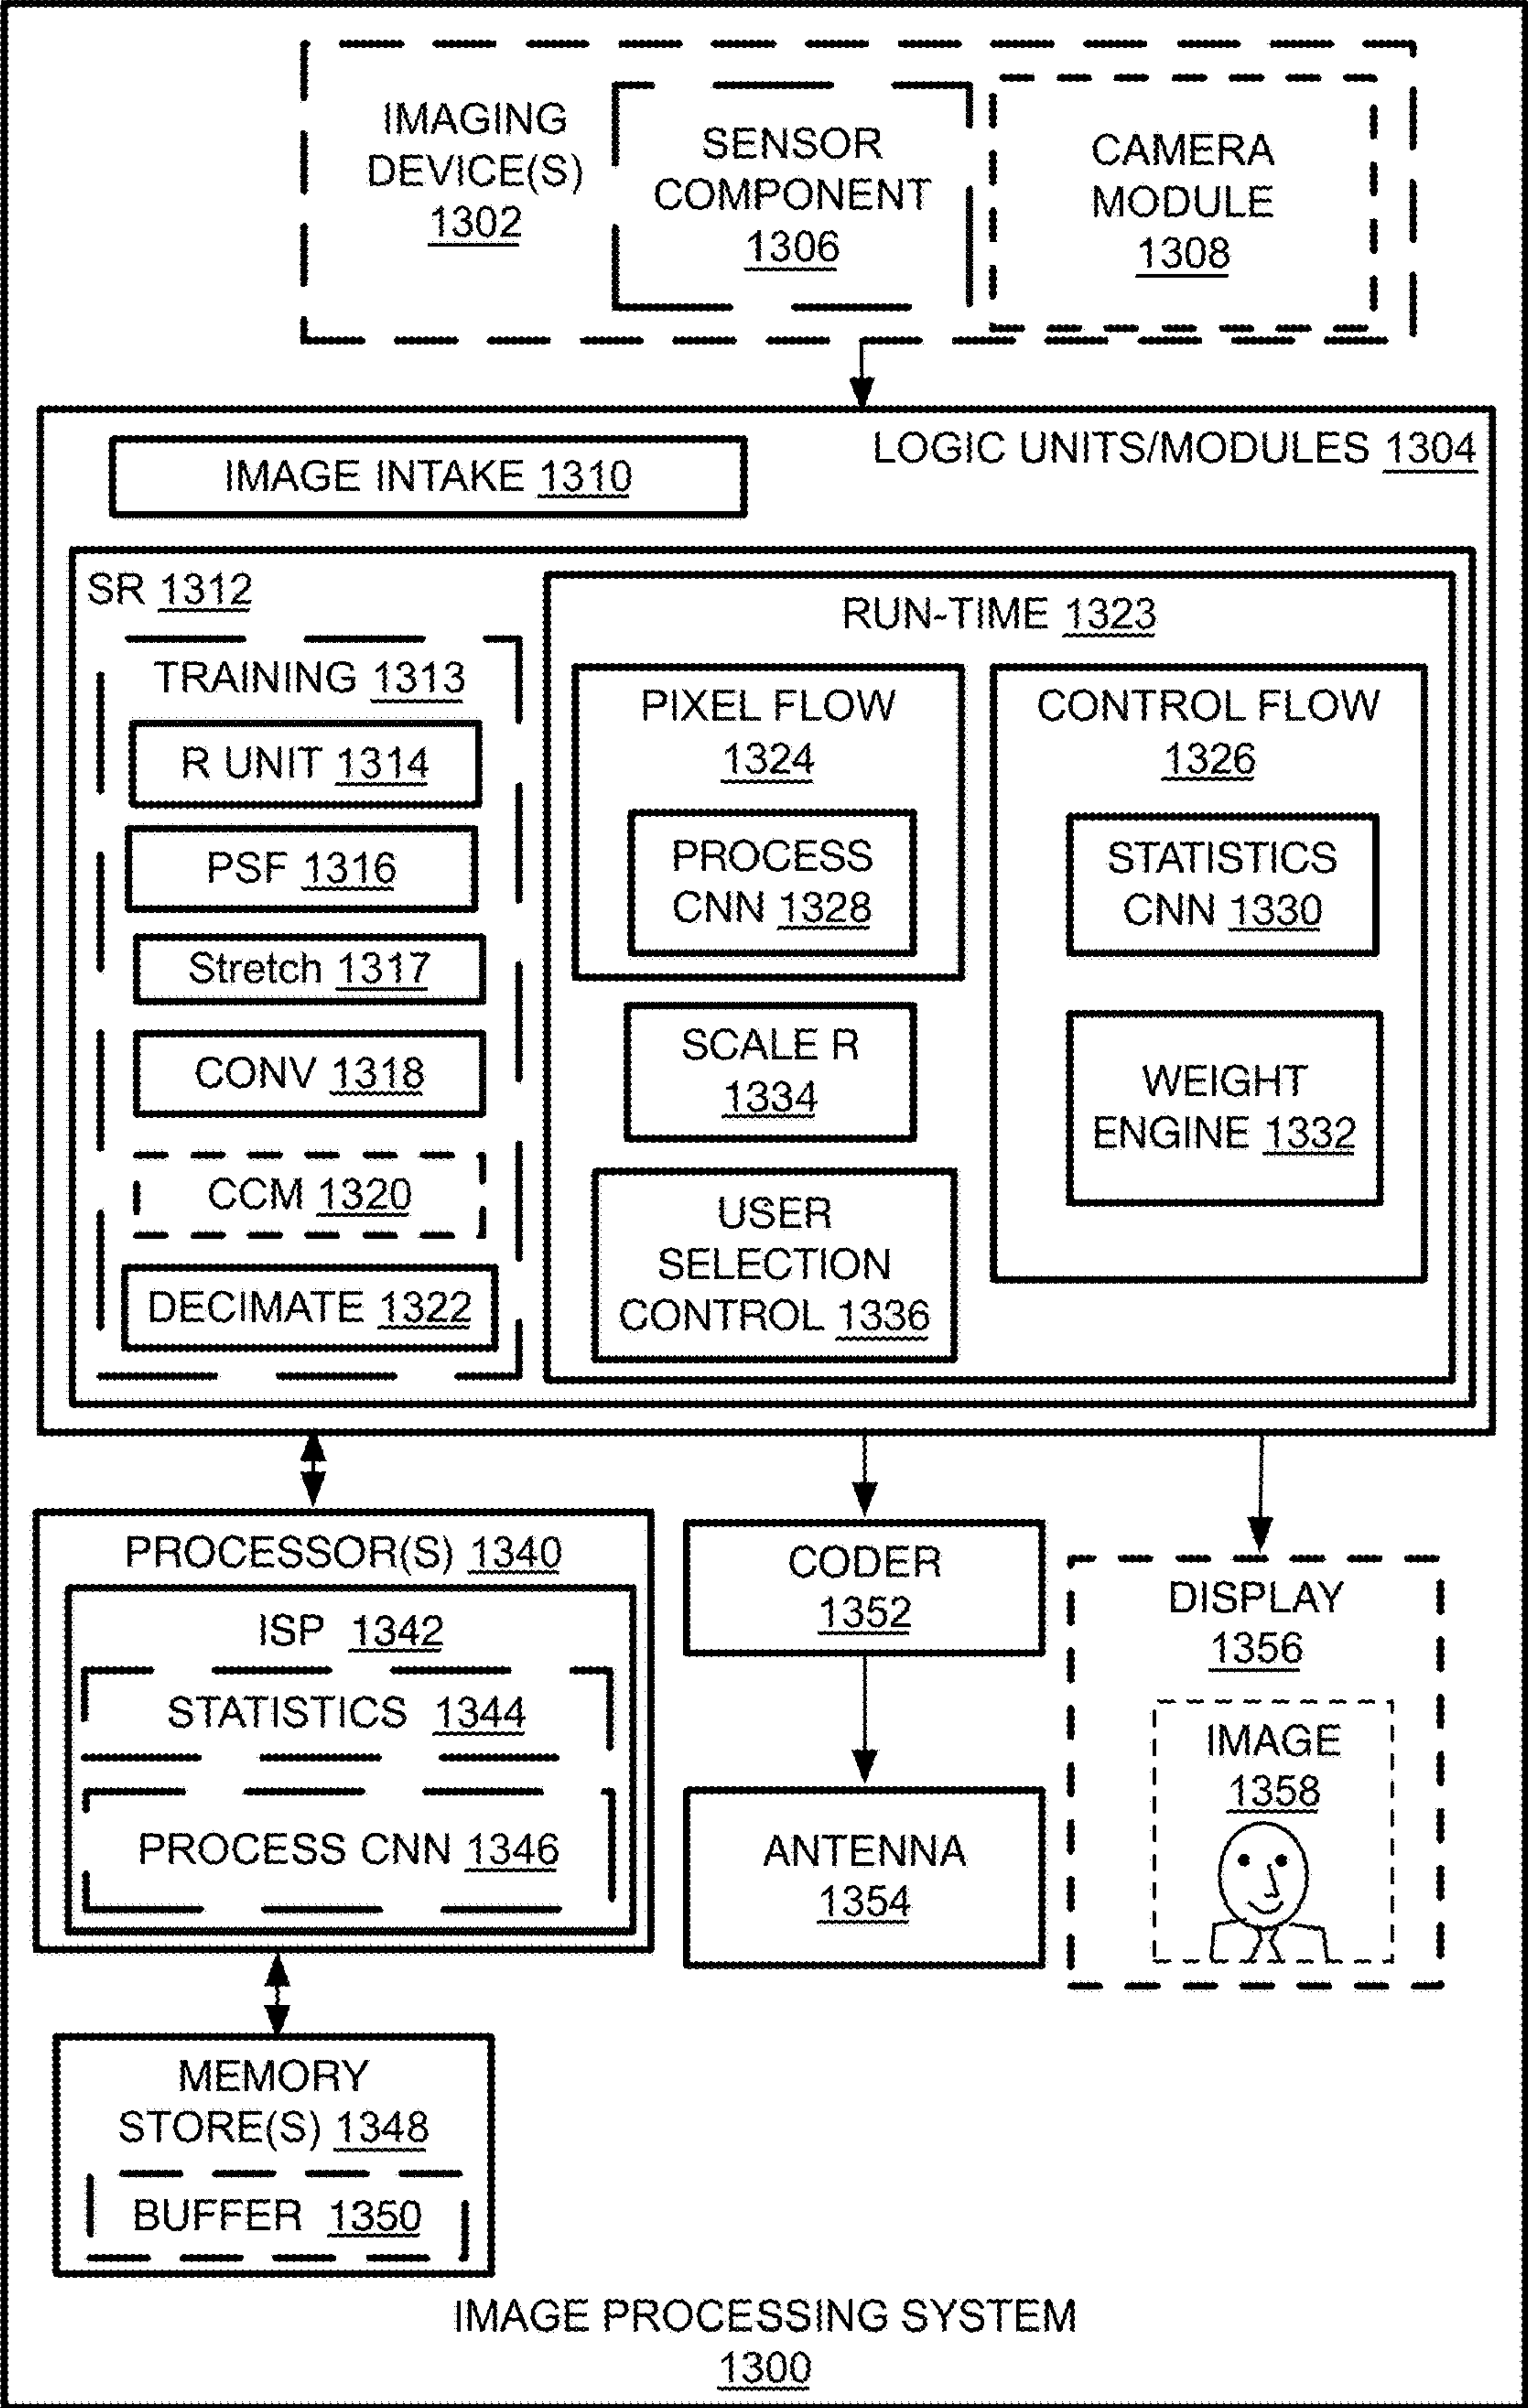 IMAGING
DEVICE(S)
1302
SENSOR
COMPONENT
1306
CAMERA
MODULE
1308
LOGIC UNITS/MODULES 1304
IMAGE INTAKE 1310
SR 1312
TRAINING 1313
R UNIT 1314
PSF 1316
Stretch 1317
CONV 1318
CCM 1320
DECIMATE 1322
RUN-TIME 1323
PIXEL FLOW
1324
PROCESS
CNN 1328
SCALE R
1334
USER
SELECTION
CONTROL 1336
CONTROL FLOW
1326
STATISTICS
CNN 1330
WEIGHT
ENGINE 1332
PROCESSOR(S) 1340
ISP 1342
STATISTICS 1344
PROCESS CNN 1346
CODER
1352
ANTENNA
1354
DISPLAY
1356
IMAGE
1358
MEMORY
STORE(S) 1348
BUFFER 1350
IMAGE PROCESSING SYSTEM
1300